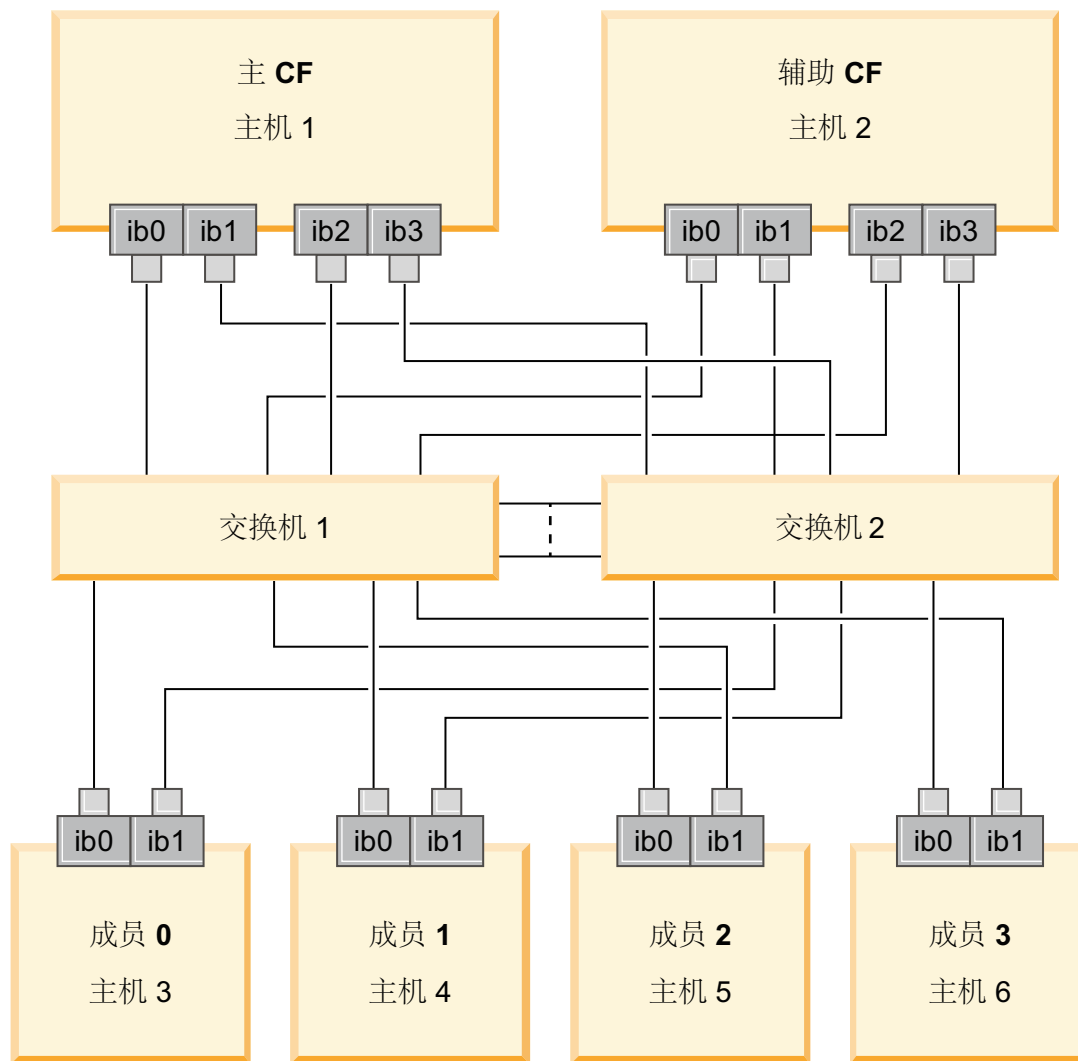 主 CF
主机 1
辅助 CF
主机 2
ib0 ib1 ib2 ib3
ib0 ib1 ib2 ib3
交换机 1
交换机 2
ib0 ib1
ib0 ib1
ib0 ib1
ib0 ib1
成员 0
主机 3
成员 1
主机 4
成员 2
主机 5
成员 3
主机 6